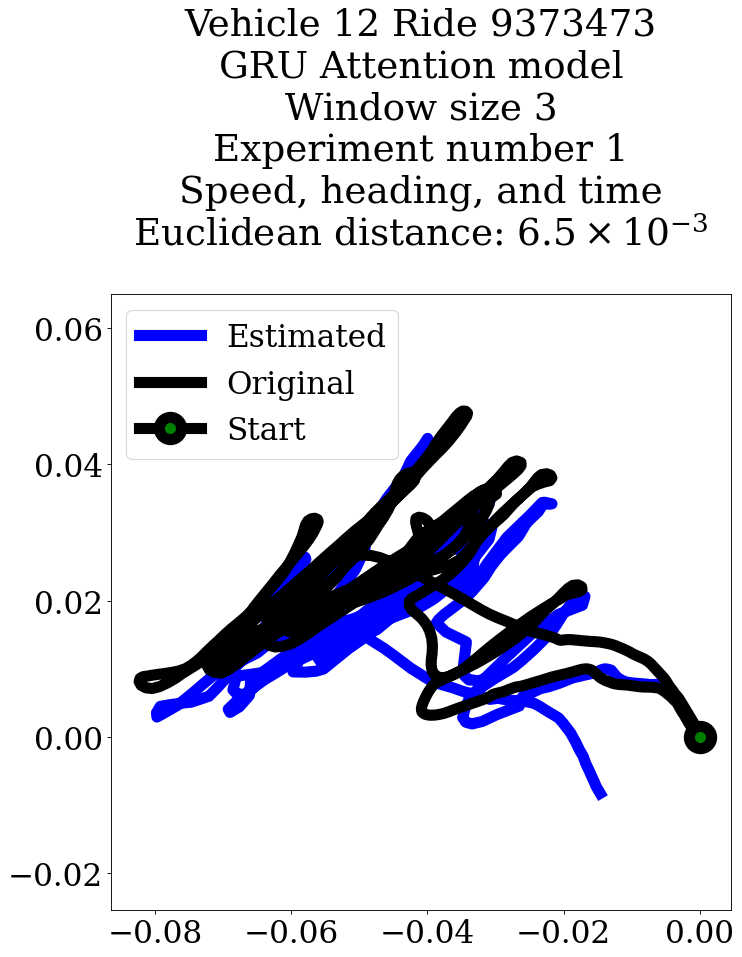 Vehicle 12 Ride 9373473
GRU Attention model
Window size 3
Experiment number 1
Speed, heading, and time
Euclidean distance: 6.5 × 10⁻³
Estimated
Original
Start
0.06
0.04
0.02
0.00
−0.02
−0.08
−0.06
−0.04
−0.02
0.00